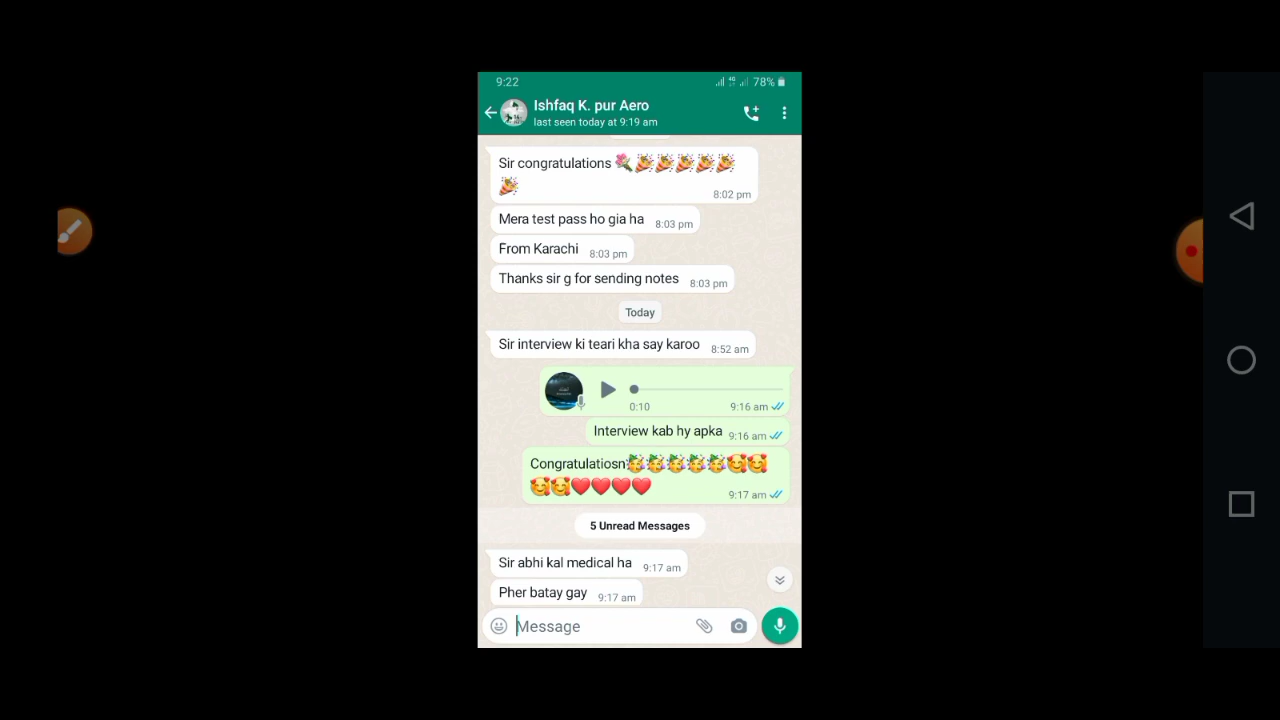 9:22 4G 78%
Ishfaq K. pur Aero
last seen today at 9:19 am
Sir congratulations 💐🎉🎉🎉🎉🎉
🎉
8:02 pm
Mera test pass ho gia ha 8:03 pm
From Karachi 8:03 pm
Thanks sir g for sending notes 8:03 pm
Today
Sir interview ki teari kha say karoo 8:52 am
0:10 9:16 am
Interview kab hy apka 9:16 am
Congratulatiosn🥳🥳🥳🥳🥳🥰🥰
🥰🥰❤️❤️❤️❤️
9:17 am
5 Unread Messages
Sir abhi kal medical ha 9:17 am
Pher batay gay 9:17 am
Message